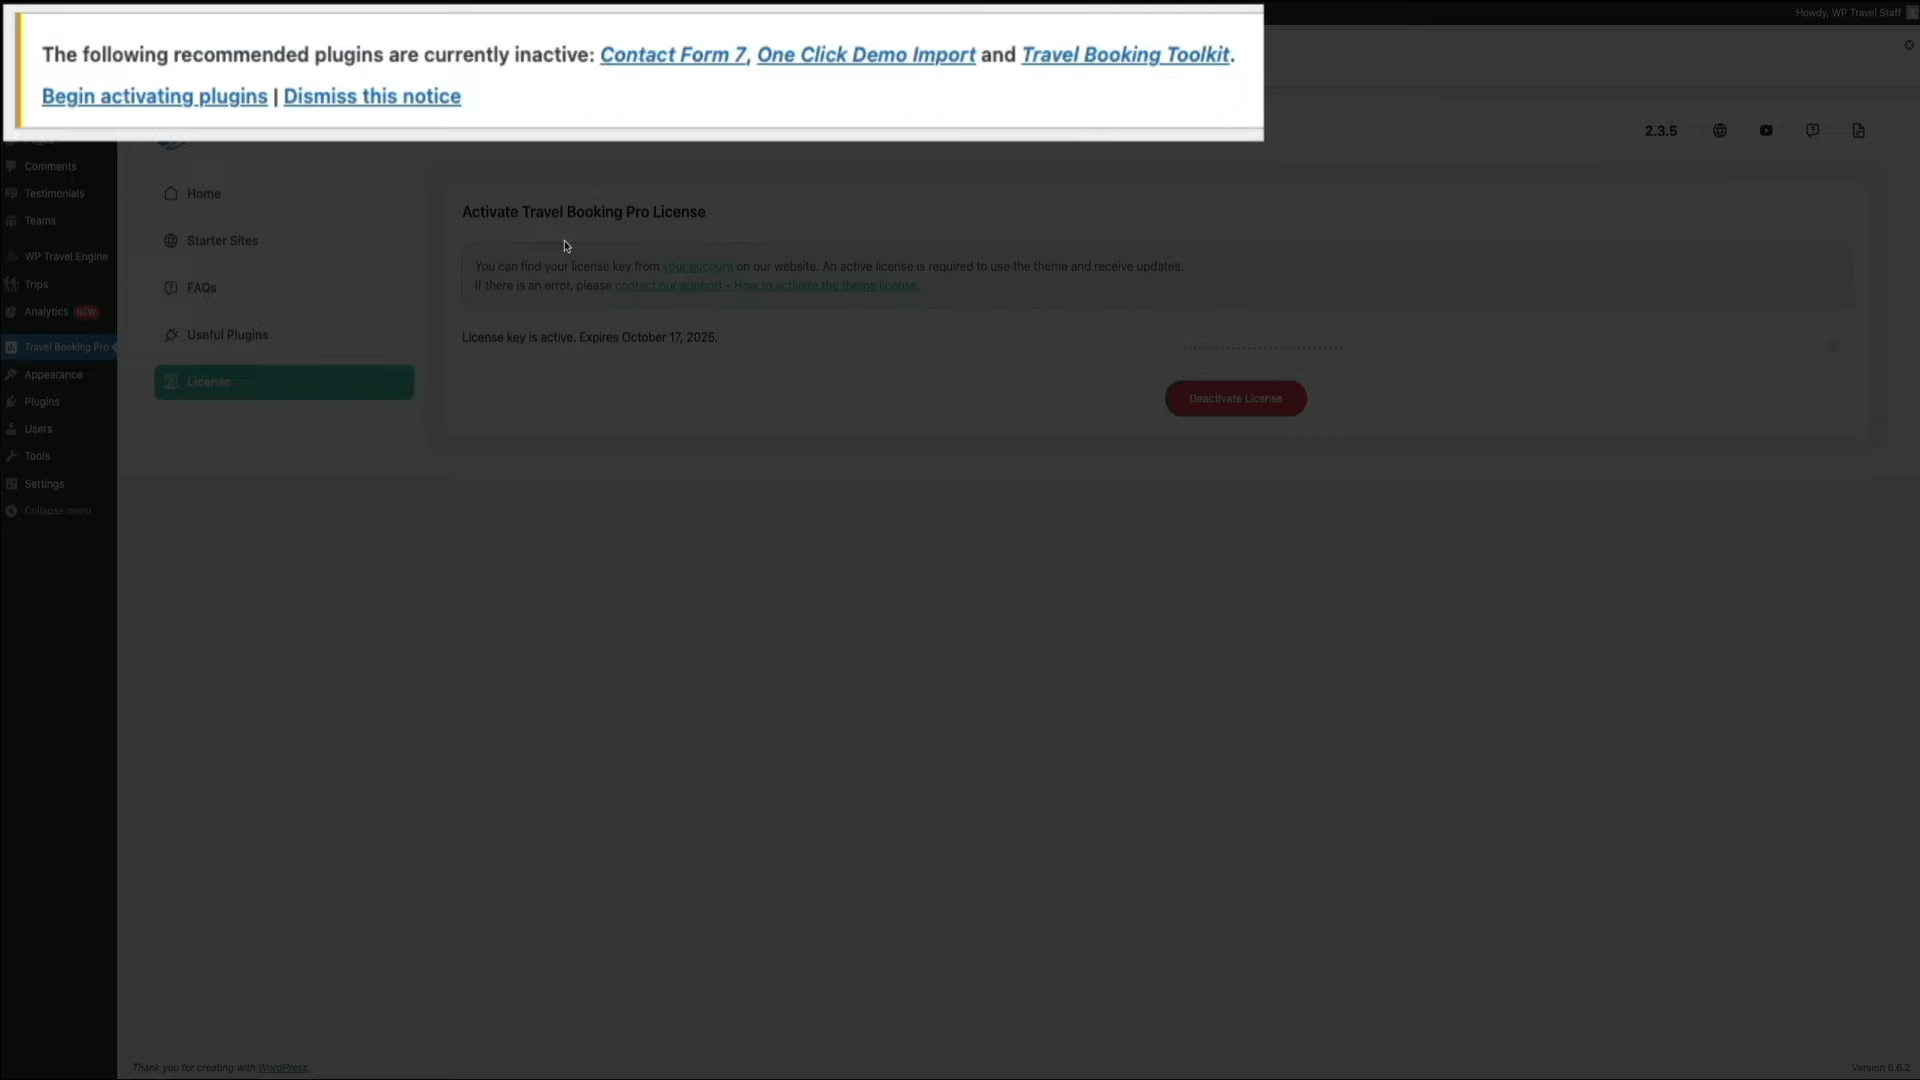 The following recommended plugins are currently inactive: Contact Form 7, One Click Demo Import and Travel Booking Toolkit.
Begin activating plugins | Dismiss this notice
Howdy, WP Travel Staff
2.3.5
Comments
Testimonials
Teams
WP Travel Engine
Trips
Analytics NEW
Travel Booking Pro
Appearance
Plugins
Users
Tools
Settings
Collapse menu
Home
Starter Sites
FAQs
Useful Plugins
License
Activate Travel Booking Pro License
You can find your license key from your account on our website. An active license is required to use the theme and receive updates.
If there is an error, please contact our support - How to activate the theme license.
License key is active. Expires October 17, 2025.
Deactivate License
Thank you for creating with WordPress.
Version 6.6.2